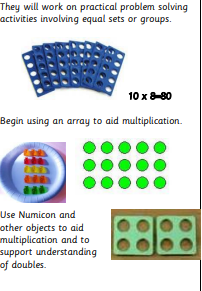 They will work on practical problem solving
activities involving equal sets or groups.
10 x 8=80
Begin using an array to aid multiplication.
Use Numicon and
other objects to aid
multiplication and to
support understanding
of doubles.